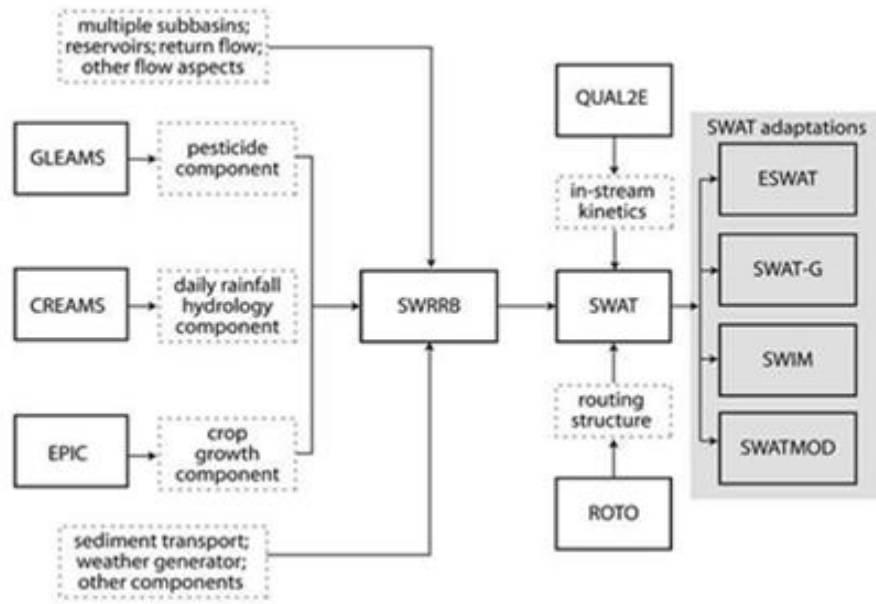 multiple subbasins;
reservoirs; return flow;
other flow aspects
GLEAMS
pesticide
component
CREAMS
daily rainfall
hydrology
component
EPIC
crop
growth
component
sediment transport;
weather generator;
other components
SWRRB
QUAL2E
in-stream
kinetics
SWAT
routing
structure
ROTO
SWAT adaptations
ESWAT
SWAT-G
SWIM
SWATMOD